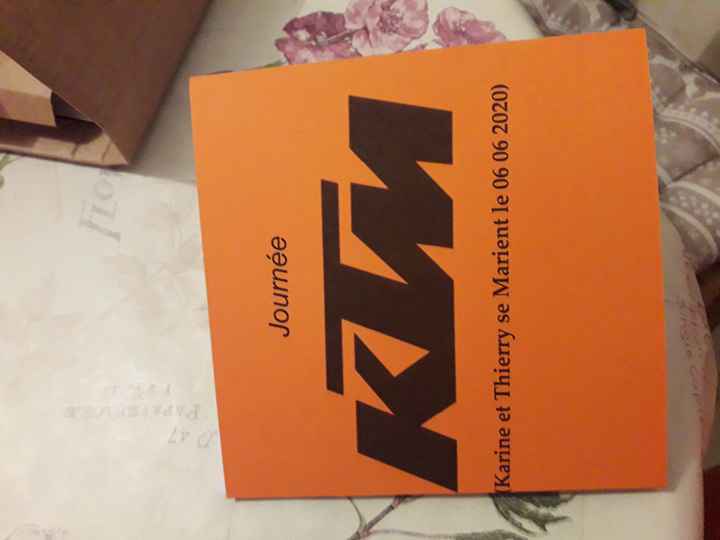 Journée
KTM
(Karine et Thierry se Marient le 06 06 2020)